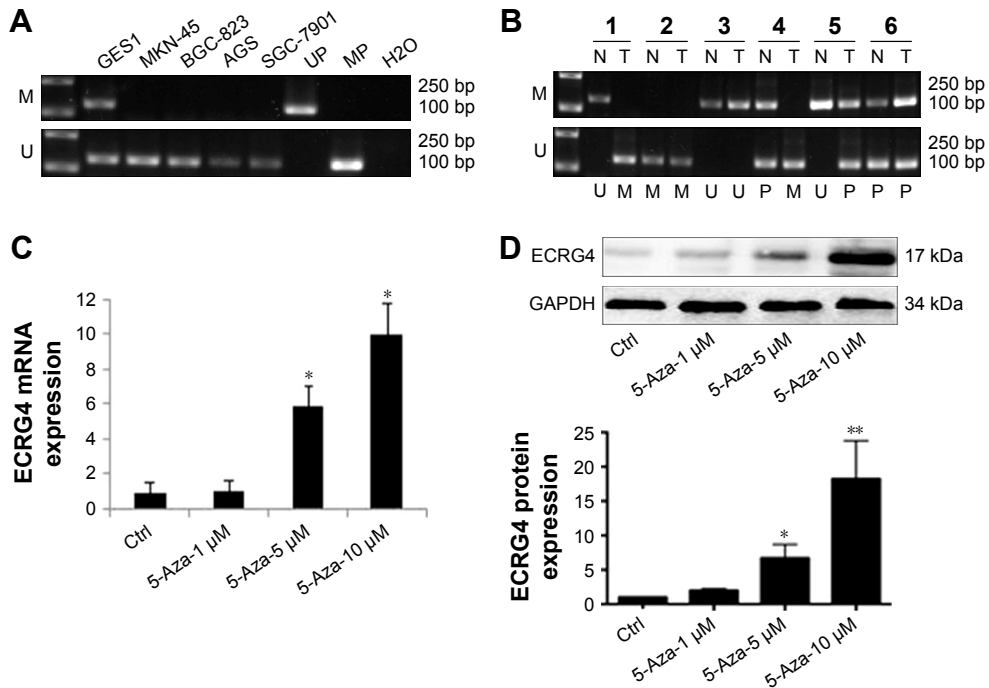 A
GES1 MKN-45 BGC-823 AGS SGC-7901 UP MP H2O
M
250 bp
100 bp
U
250 bp
100 bp
B
1 2 3 4 5 6
N T N T N T N T N T N T
M
250 bp
100 bp
U
250 bp
100 bp
U M M M U U P M U P P P
C
ECRG4 mRNA
expression
12
10
8
6
4
2
0
*
*
Ctrl
5-Aza-1 µM
5-Aza-5 µM
5-Aza-10 µM
D
ECRG4
17 kDa
GAPDH
34 kDa
Ctrl
5-Aza-1 µM
5-Aza-5 µM
5-Aza-10 µM
ECRG4 protein
expression
25
20
15
10
5
0
*
**
Ctrl
5-Aza-1 µM
5-Aza-5 µM
5-Aza-10 µM